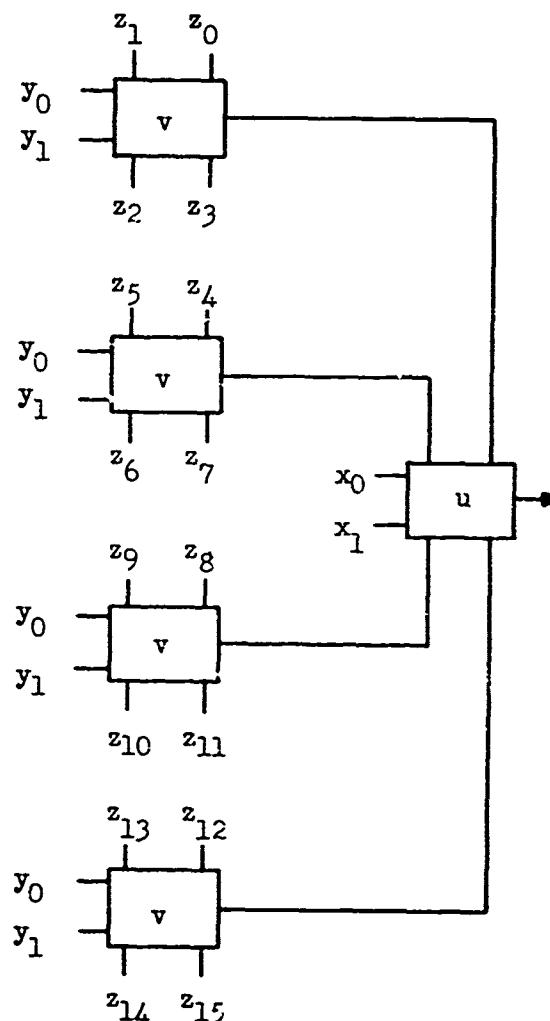 z₁ z₀
y₀
v
y₁
z₂ z₃
z₅ z₄
y₀
v
y₁
z₆ z₇
x₀
u
x₁
z₉ z₈
y₀
v
y₁
z₁₀ z₁₁
z₁₃ z₁₂
y₀
v
y₁
z₁₄ z₁₅